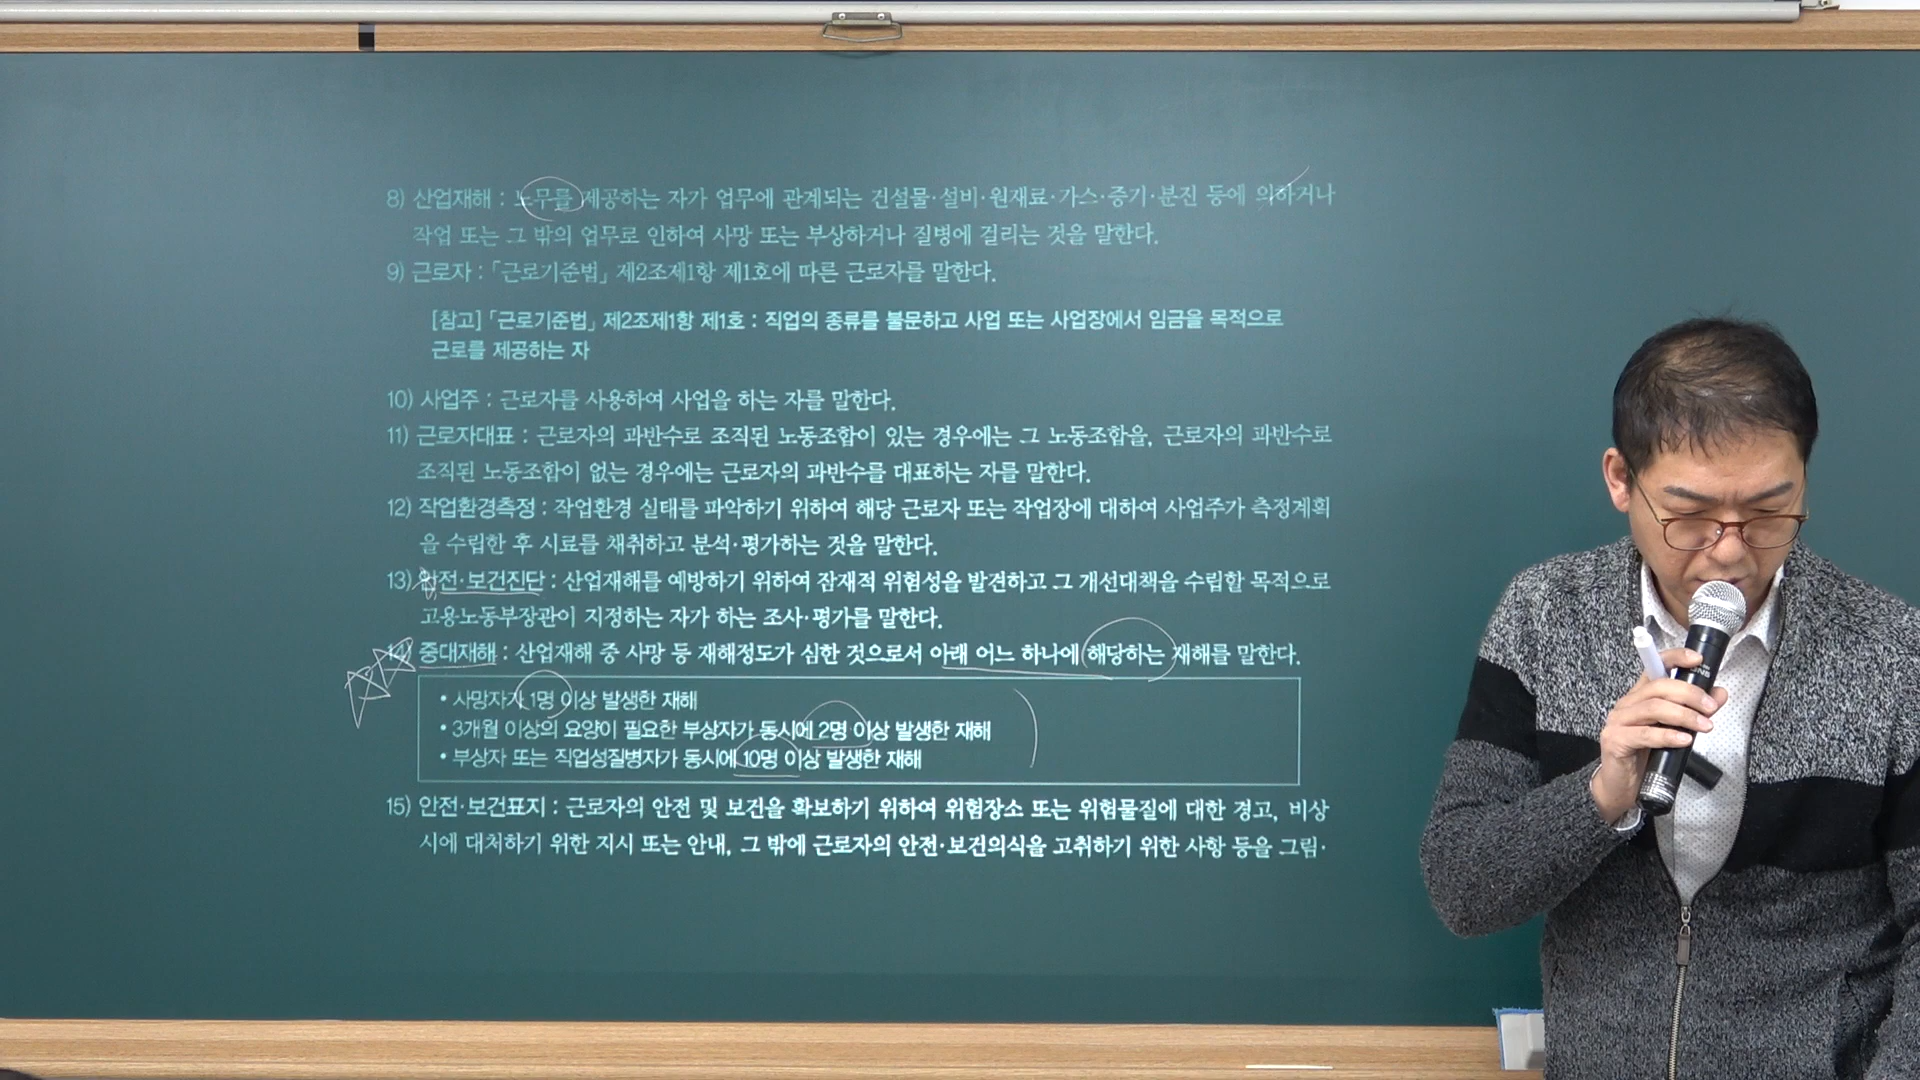 8) 산업재해 : 노무를 제공하는 자가 업무에 관계되는 건설물·설비·원재료·가스·증기·분진 등에 의하거나
작업 또는 그 밖의 업무로 인하여 사망 또는 부상하거나 질병에 걸리는 것을 말한다.
9) 근로자 : 「근로기준법」 제2조제1항 제1호에 따른 근로자를 말한다.
[참고] 「근로기준법」 제2조제1항 제1호 : 직업의 종류를 불문하고 사업 또는 사업장에서 임금을 목적으로
근로를 제공하는 자
10) 사업주 : 근로자를 사용하여 사업을 하는 자를 말한다.
11) 근로자대표 : 근로자의 과반수로 조직된 노동조합이 있는 경우에는 그 노동조합을, 근로자의 과반수로
조직된 노동조합이 없는 경우에는 근로자의 과반수를 대표하는 자를 말한다.
12) 작업환경측정 : 작업환경 실태를 파악하기 위하여 해당 근로자 또는 작업장에 대하여 사업주가 측정계획
을 수립한 후 시료를 채취하고 분석·평가하는 것을 말한다.
13) 안전·보건진단 : 산업재해를 예방하기 위하여 잠재적 위험성을 발견하고 그 개선대책을 수립할 목적으로
고용노동부장관이 지정하는 자가 하는 조사·평가를 말한다.
14) 중대재해 : 산업재해 중 사망 등 재해정도가 심한 것으로서 아래 어느 하나에 해당하는 재해를 말한다.
• 사망자가 1명 이상 발생한 재해
• 3개월 이상의 요양이 필요한 부상자가 동시에 2명 이상 발생한 재해
• 부상자 또는 직업성질병자가 동시에 10명 이상 발생한 재해
15) 안전·보건표지 : 근로자의 안전 및 보건을 확보하기 위하여 위험장소 또는 위험물질에 대한 경고, 비상
시에 대처하기 위한 지시 또는 안내, 그 밖에 근로자의 안전·보건의식을 고취하기 위한 사항 등을 그림·